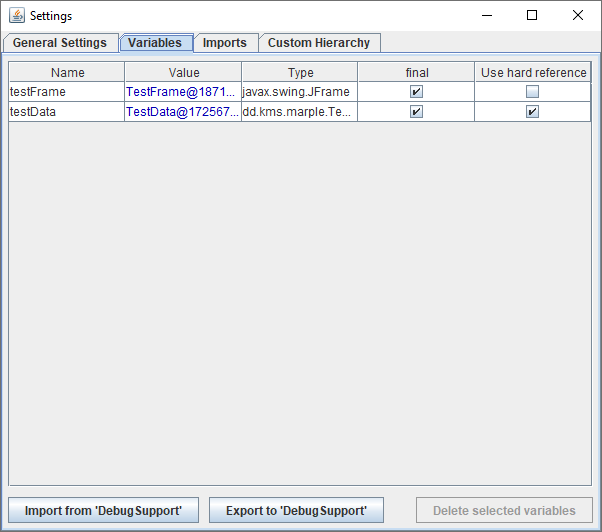 Settings
General Settings Variables Imports Custom Hierarchy
Name Value Type final Use hard reference
testFrame TestFrame@1871... javax.swing.JFrame
testData TestData@172567... dd.kms.marple.Te...
Import from 'DebugSupport' Export to 'DebugSupport' Delete selected variables